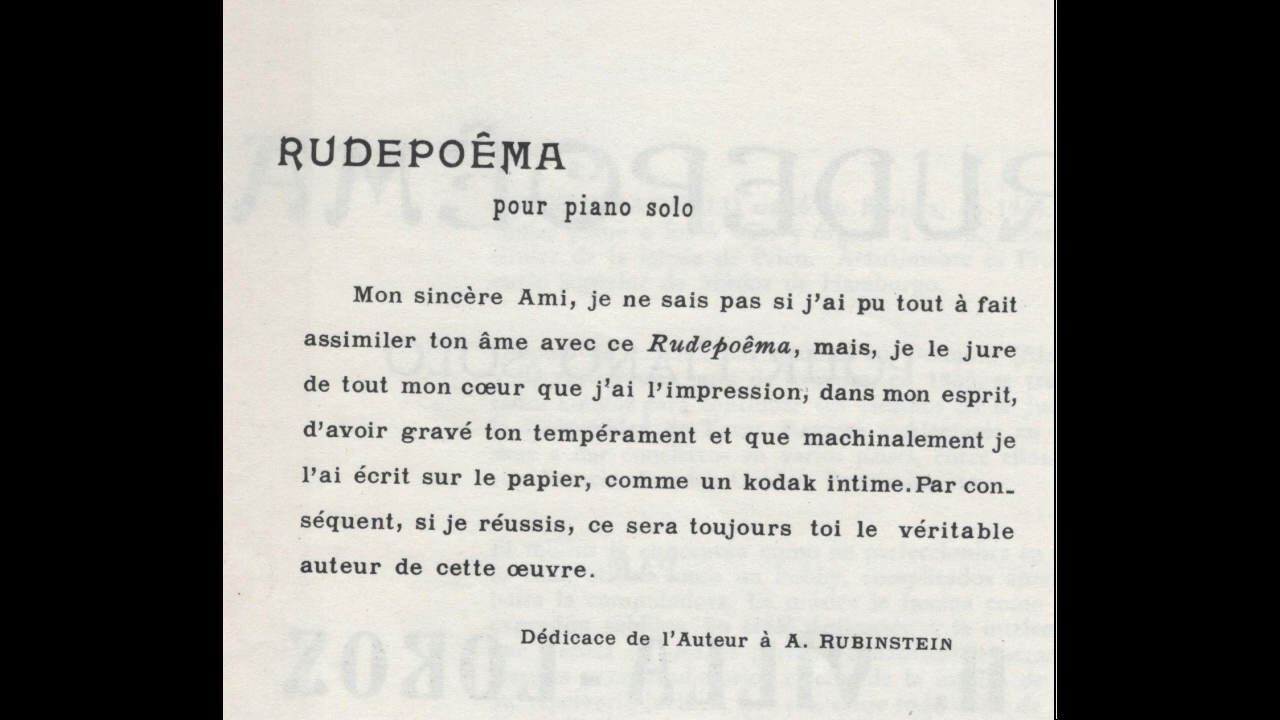 RUDEPOÊMA
pour piano solo
Mon sincère Ami, je ne sais pas si j'ai pu tout à fait
assimiler ton âme avec ce Rudepoêma, mais, je le jure
de tout mon cœur que j'ai l'impression, dans mon esprit,
d'avoir gravé ton tempérament et que machinalement je
l'ai écrit sur le papier, comme un kodak intime. Par con-
séquent, si je réussis, ce sera toujours toi le véritable
auteur de cette œuvre.
Dédicace de l'Auteur à A. RUBINSTEIN